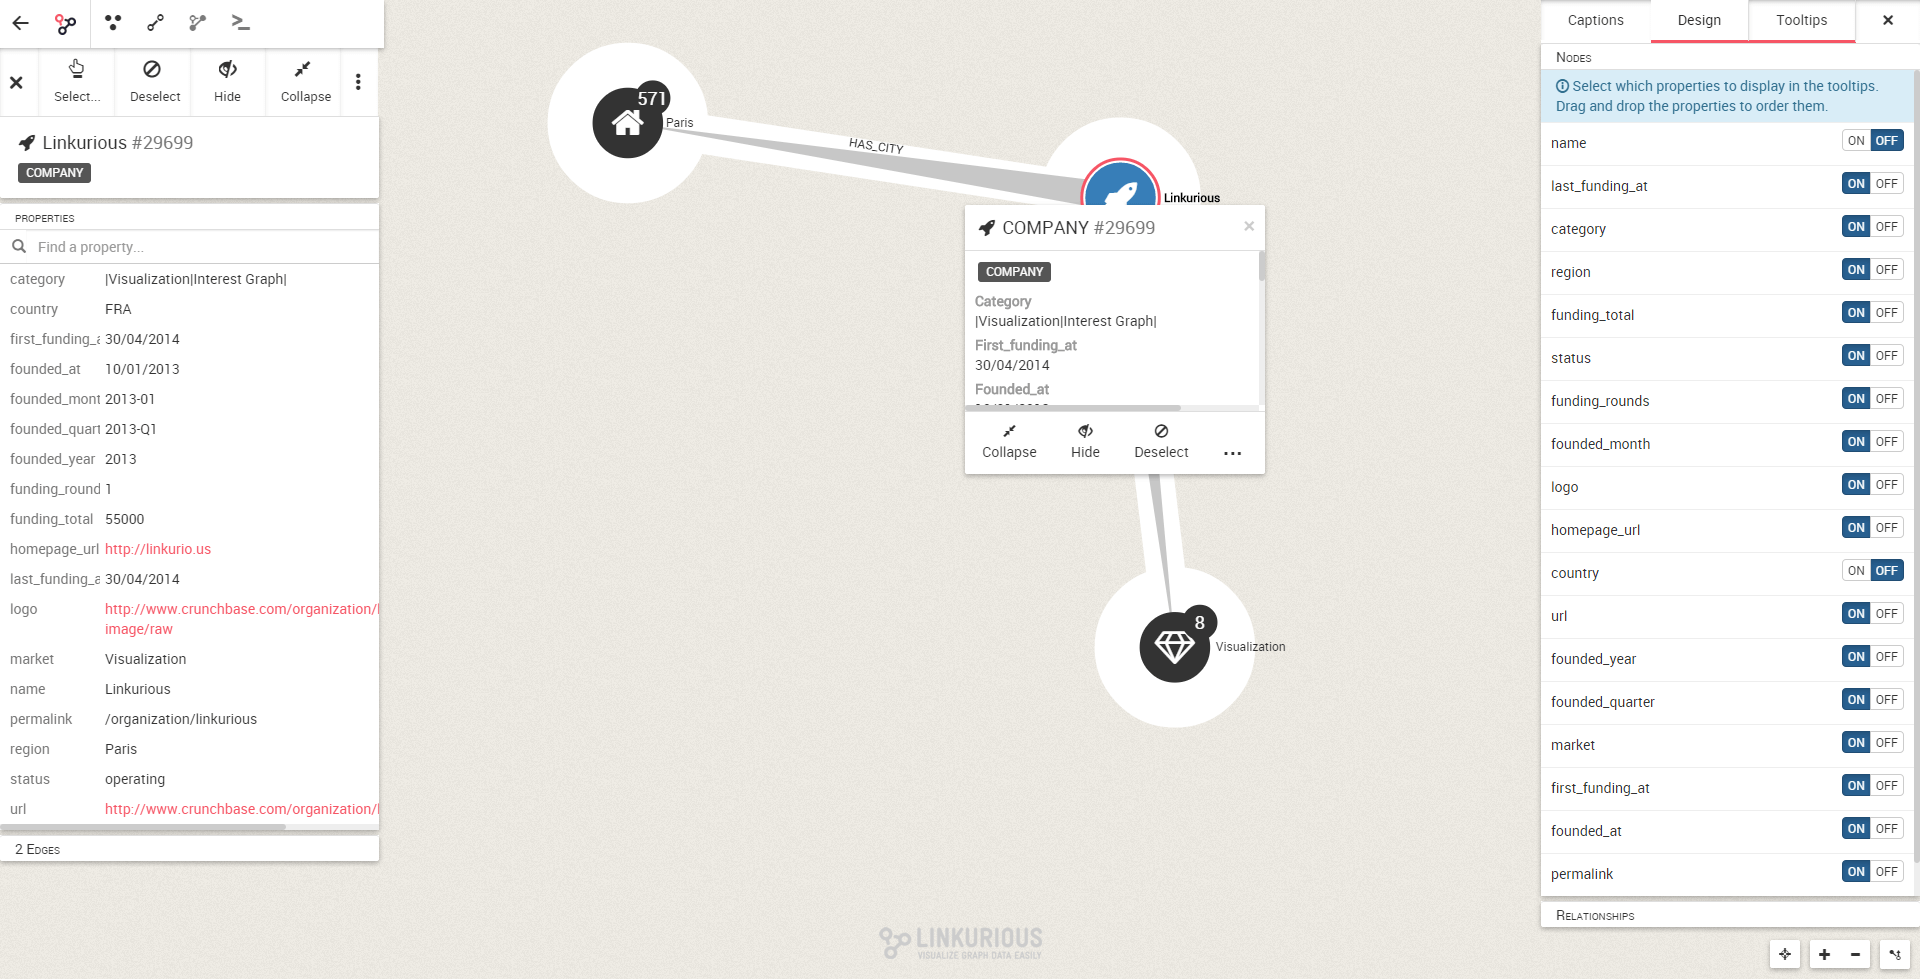 Select...
Deselect
Hide
Collapse
Linkurious #29699
COMPANY
PROPERTIES
Find a property...
category |Visualization|Interest Graph|
country FRA
first_funding_a 30/04/2014
founded_at 10/01/2013
founded_mont 2013-01
founded_quart 2013-Q1
founded_year 2013
funding_round 1
funding_total 55000
homepage_url http://linkurio.us
last_funding_a 30/04/2014
logo http://www.crunchbase.com/organization/
image/raw
market Visualization
name Linkurious
permalink /organization/linkurious
region Paris
status operating
url http://www.crunchbase.com/organization/
2 EDGES
571
Paris
HAS_CITY
Linkurious
COMPANY #29699
×
COMPANY
Category
|Visualization|Interest Graph|
First_funding_at
30/04/2014
Founded_at
Collapse
Hide
Deselect
...
8
Visualization
LINKURIOUS
VISUALIZE GRAPH DATA EASILY
Captions
Design
Tooltips
NODES
Select which properties to display in the tooltips.
Drag and drop the properties to order them.
name ON OFF
last_funding_at ON OFF
category ON OFF
region ON OFF
funding_total ON OFF
status ON OFF
funding_rounds ON OFF
founded_month ON OFF
logo ON OFF
homepage_url ON OFF
country ON OFF
url ON OFF
founded_year ON OFF
founded_quarter ON OFF
market ON OFF
first_funding_at ON OFF
founded_at ON OFF
permalink ON OFF
RELATIONSHIPS